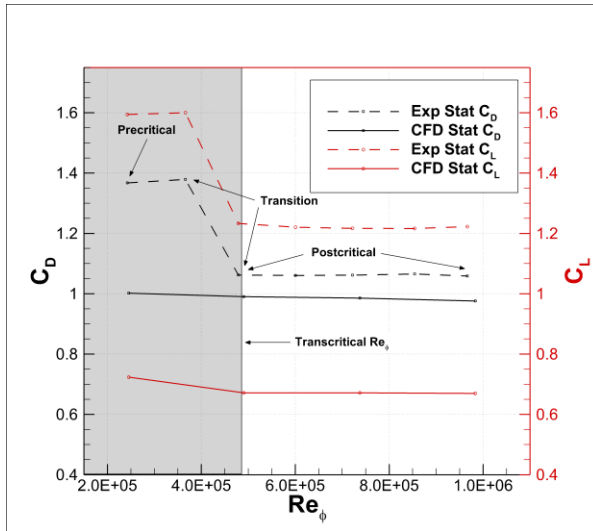 Exp Stat C_D
CFD Stat C_D
Exp Stat C_L
CFD Stat C_L
Precritical
Transition
Postcritical
Transcritical Re_ϕ
C_D
C_L
1.6
1.4
1.2
1
0.8
0.6
0.4
1.6
1.4
1.2
1
0.8
0.6
0.4
2.0E+05
4.0E+05
6.0E+05
8.0E+05
1.0E+06
Re_ϕ